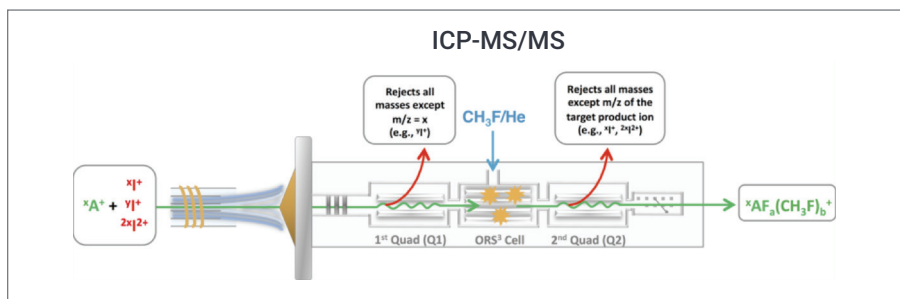 ICP-MS/MS
Rejects all
masses except
m/z = x
(e.g., ʸI⁺)
CH₃F/He
Rejects all masses
except m/z of the
target product ion
(e.g., ˣI⁺, ²ˣI²⁺)
ˣA⁺ +
ˣI⁺
ʸI⁺
²ˣI²⁺
ˣAFₐ(CH₃F)b⁺
1ˢᵗ Quad (Q1)
ORS³ Cell
2ⁿᵈ Quad (Q2)